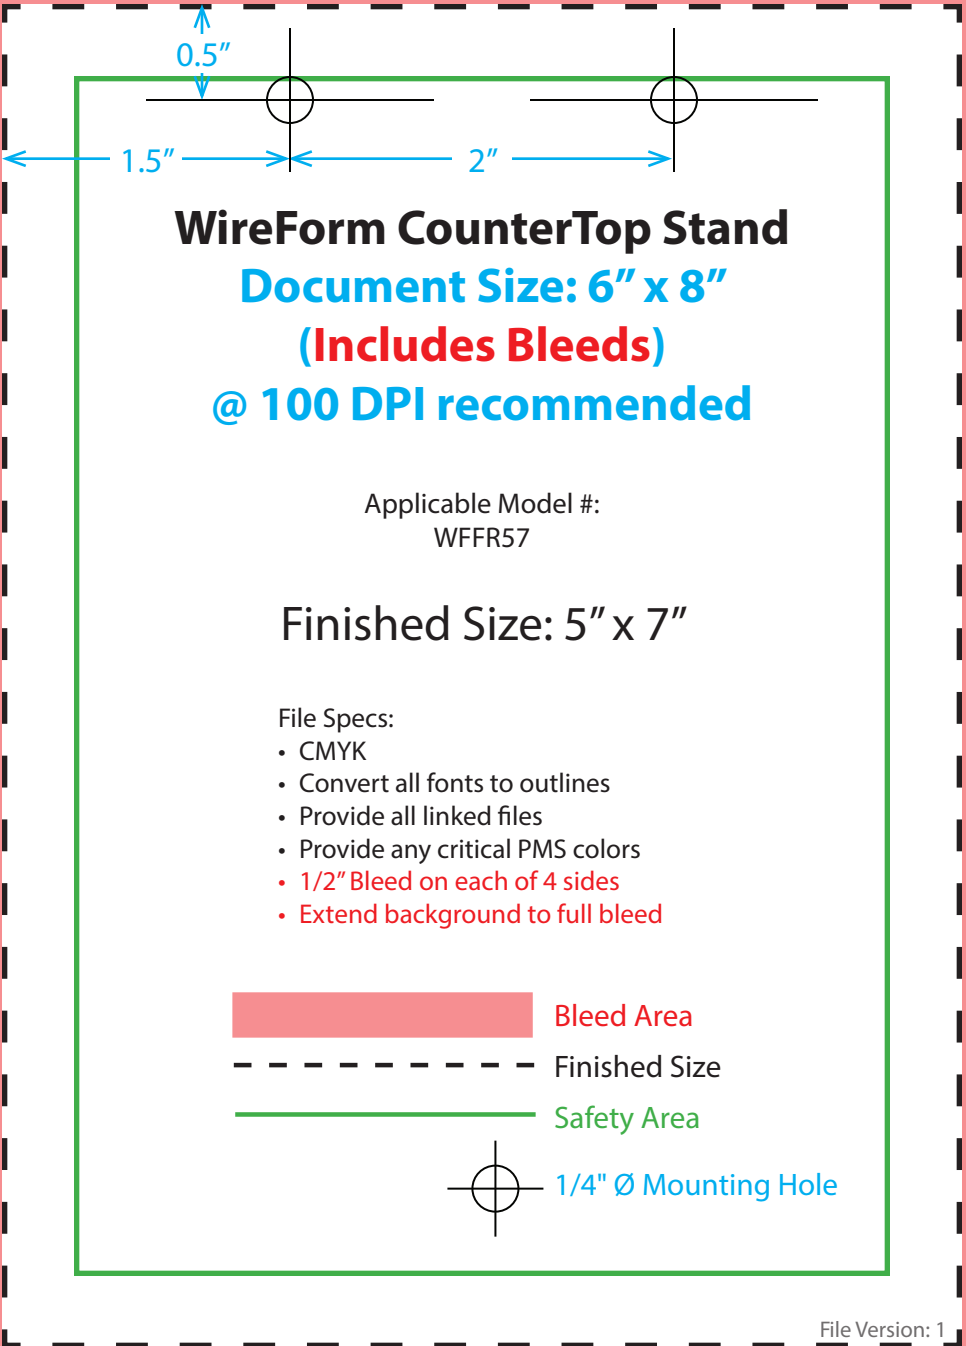 0.5”
1.5”
2”
WireForm CounterTop Stand
Document Size: 6” x 8”
(Includes Bleeds)
@ 100 DPI recommended
Applicable Model #:
WFFR57
Finished Size: 5” x 7”
File Specs:
• CMYK
• Convert all fonts to outlines
• Provide all linked files
• Provide any critical PMS colors
• 1/2” Bleed on each of 4 sides
• Extend background to full bleed
Bleed Area
Finished Size
Safety Area
1/4" Ø Mounting Hole
File Version: 1